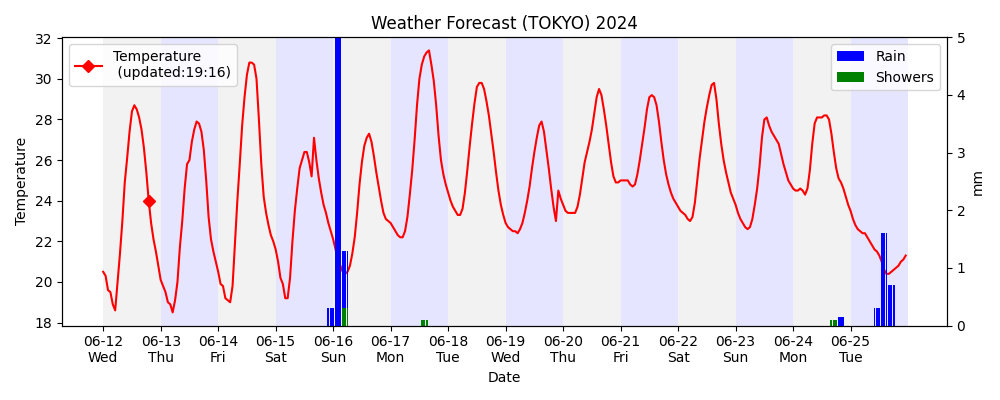 Weather Forecast (TOKYO) 2024
Temperature
(updated:19:16)
Rain
Showers
32
30
28
26
24
22
20
18
Temperature
5
4
3
2
1
0
mm
06-12 06-13 06-14 06-15 06-16 06-17 06-18 06-19 06-20 06-21 06-22 06-23 06-24 06-25
Wed Thu Fri Sat Sun Mon Tue Wed Thu Fri Sat Sun Mon Tue
Date